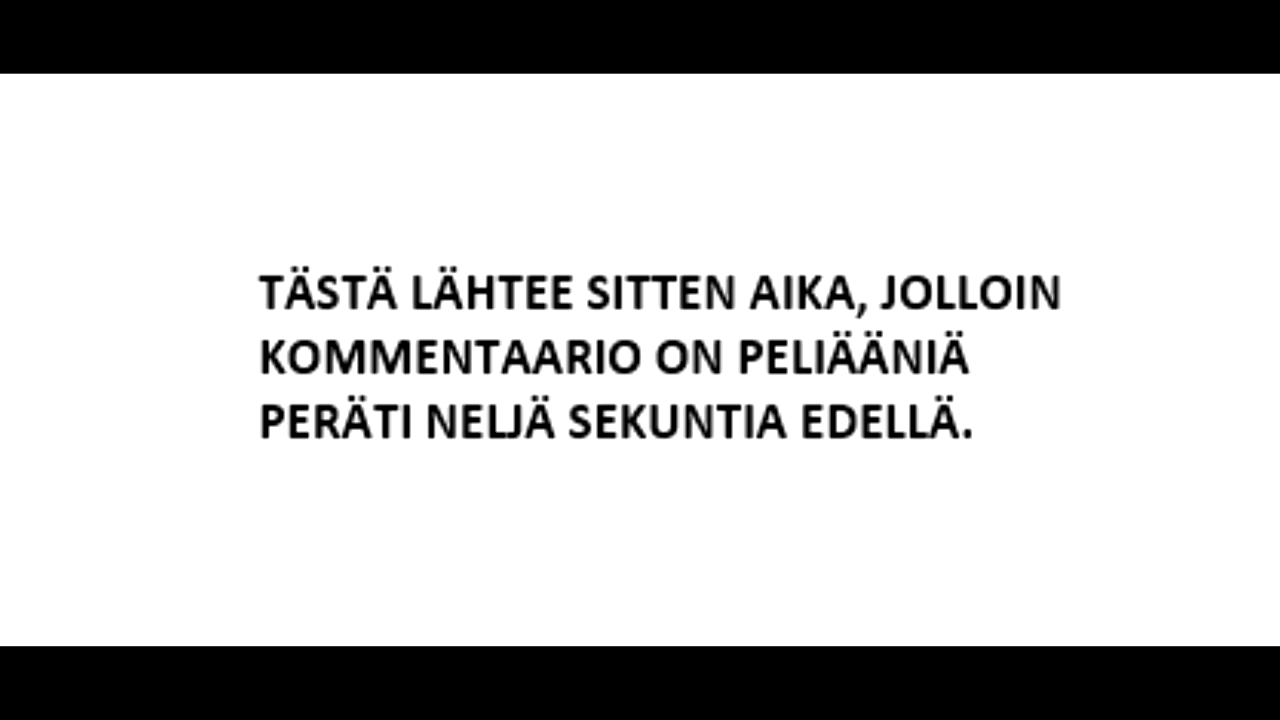 TÄSTÄ LÄHTEE SITTEN AIKA, JOLLOIN
KOMMENTAARIO ON PELIÄÄNIÄ
PERÄTI NELJÄ SEKUNTIA EDELLÄ.